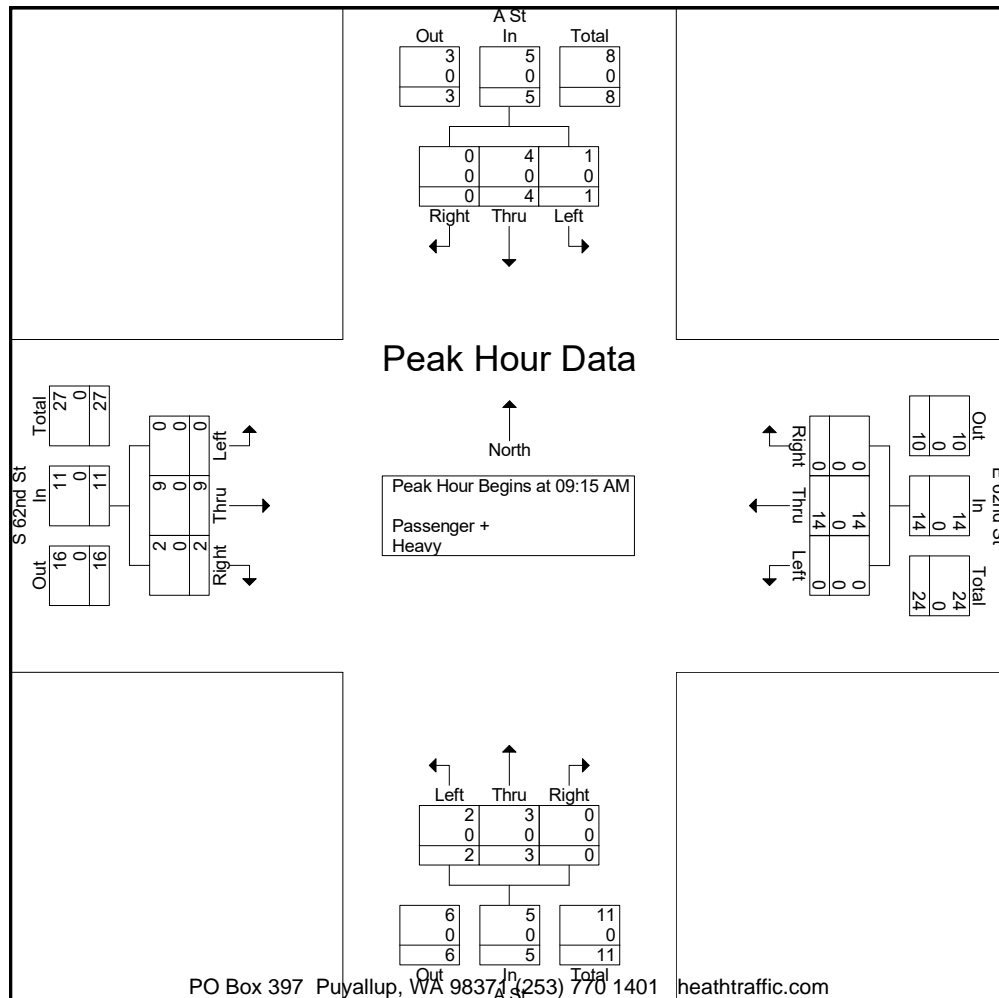 A St
Out In Total
3 5 8
0 0 0
3 5 8
0 4 1
0 0 0
0 4 1
Right Thru Left
Peak Hour Data
North
Peak Hour Begins at 09:15 AM
Passenger +
Heavy
S 62nd St
Total In Out
27 11 16
0 0 0
27 11 16
0 9 2
0 0 0
0 9 2
Left Thru Right
E 62nd St
Out In Total
10 14 24
0 0 0
10 14 24
0 14 0
0 0 0
0 14 0
Right Thru Left
Left Thru Right
2 3 0
0 0 0
2 3 0
6 5 11
0 0 0
6 5 11
Out In Total
A St
PO Box 397 Puyallup, WA 98371 (253) 770 1401 heathtraffic.com